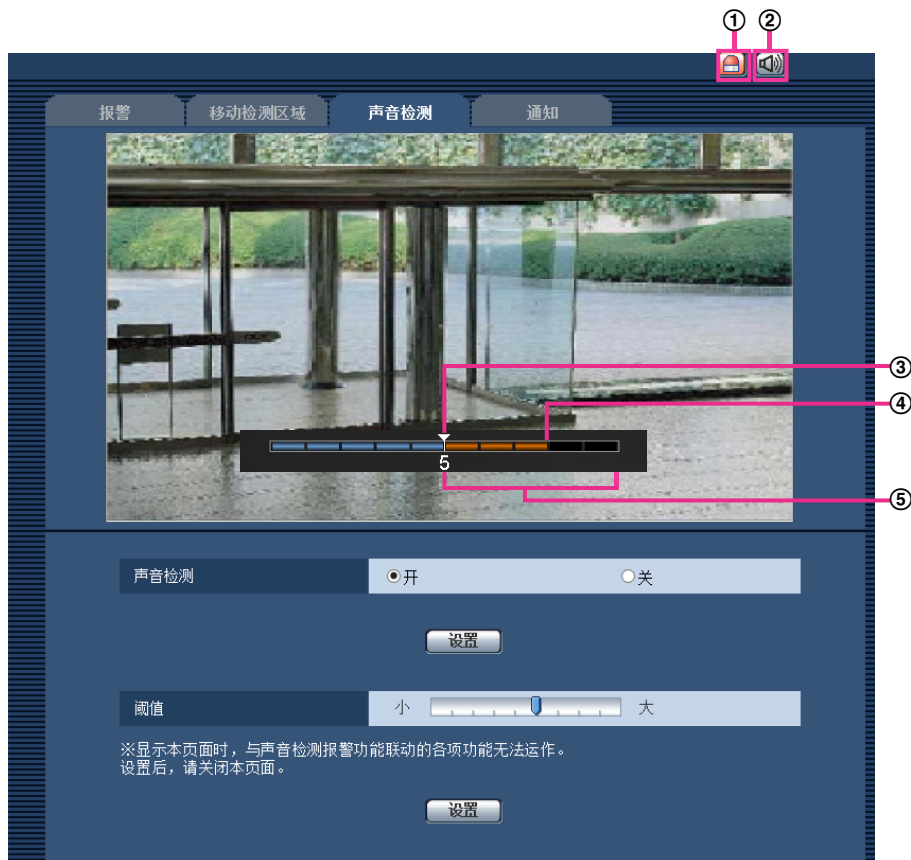 ① ②
报警 移动检测区域 声音检测 通知
③
④
5
⑤
声音检测 开 关
设置
阈值 小 大
※显示本页面时，与声音检测报警功能联动的各项功能无法运作。
设置后，请关闭本页面。
设置